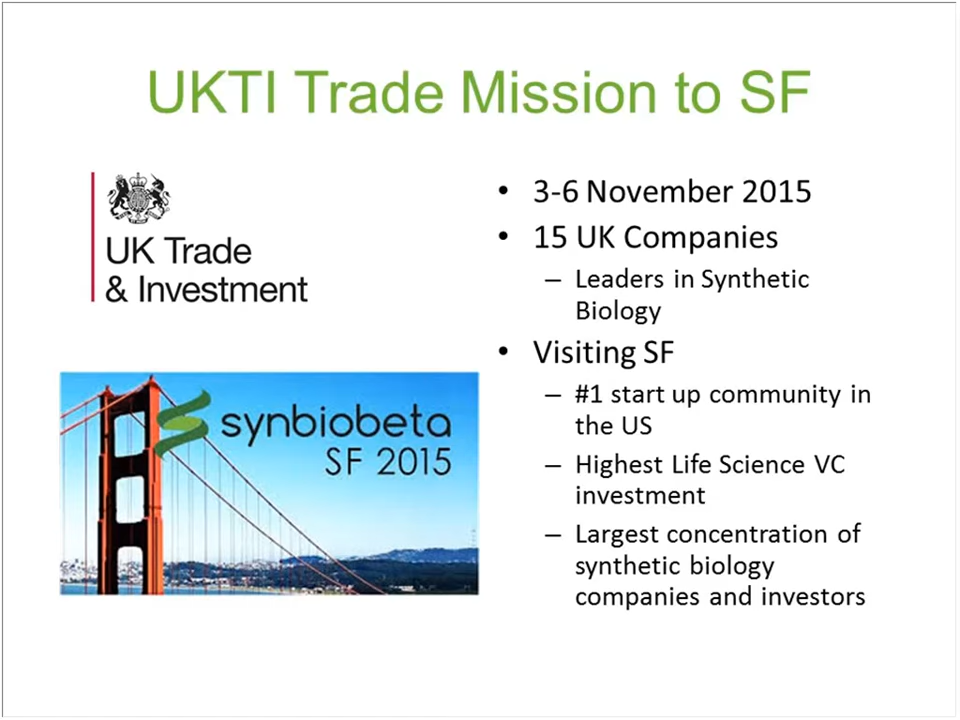 UKTI Trade Mission to SF
UK Trade
& Investment
synbiobeta
SF 2015
• 3-6 November 2015
• 15 UK Companies
– Leaders in Synthetic
Biology
• Visiting SF
– #1 start up community in
the US
– Highest Life Science VC
investment
– Largest concentration of
synthetic biology
companies and investors